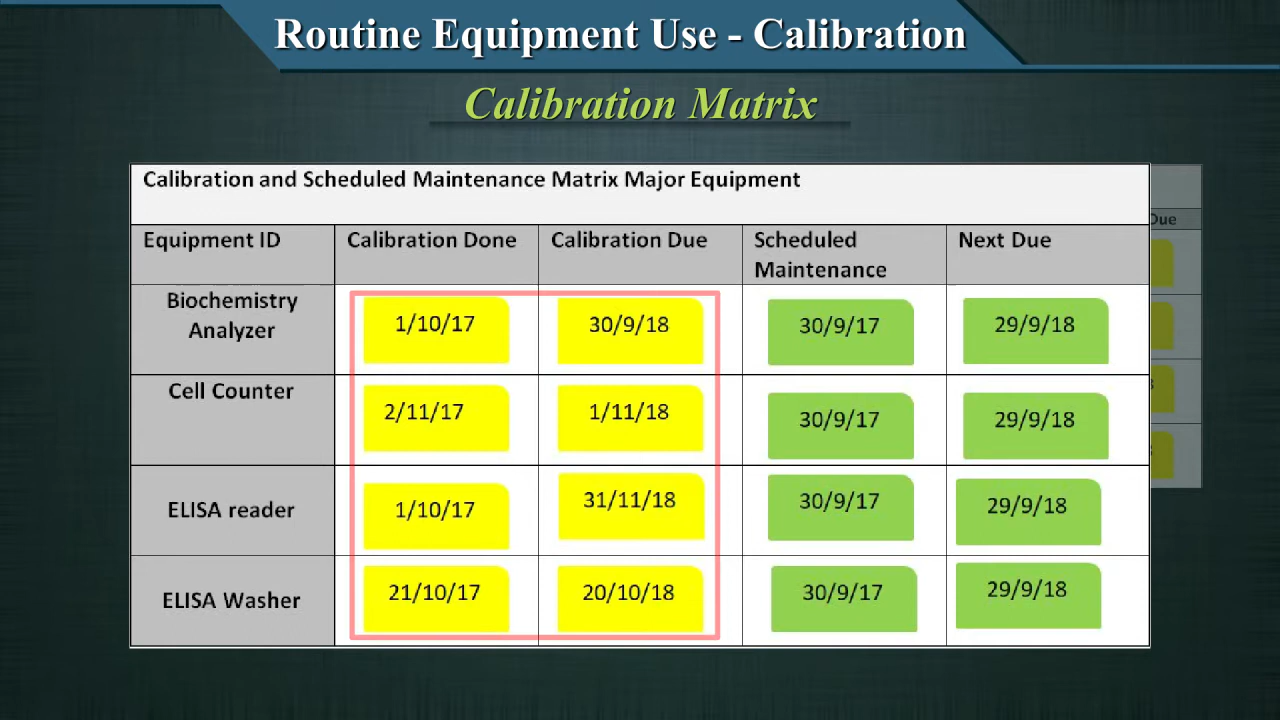 Routine Equipment Use - Calibration
Calibration Matrix
Calibration and Scheduled Maintenance Matrix Major Equipment
Equipment ID Calibration Done Calibration Due Scheduled Maintenance Next Due
Biochemistry Analyzer 1/10/17 30/9/18 30/9/17 29/9/18
Cell Counter 2/11/17 1/11/18 30/9/17 29/9/18
ELISA reader 1/10/17 31/11/18 30/9/17 29/9/18
ELISA Washer 21/10/17 20/10/18 30/9/17 29/9/18
Due